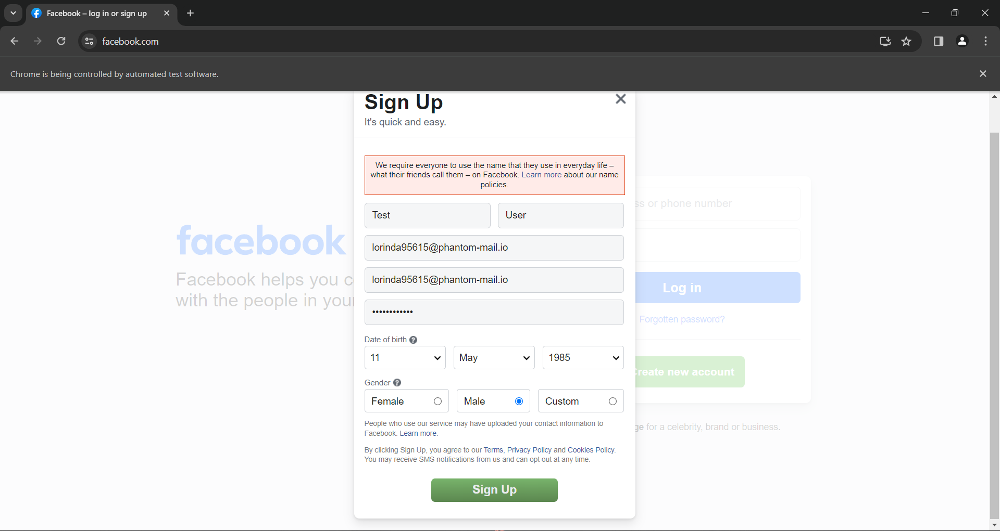 Facebook – log in or sign up
facebook.com
Chrome is being controlled by automated test software.
Sign Up
It's quick and easy.
We require everyone to use the name that they use in everyday life –
what their friends call them – on Facebook. Learn more about our name
policies.
Test
User
lorinda95615@phantom-mail.io
lorinda95615@phantom-mail.io
••••••••••••
Date of birth ?
11
May
1985
Gender ?
Female
Male
Custom
People who use our service may have uploaded your contact information to
Facebook. Learn more.
By clicking Sign Up, you agree to our Terms, Privacy Policy and Cookies Policy.
You may receive SMS notifications from us and can opt out at any time.
Sign Up
facebook
Facebook helps you
with the people in
or phone number
Log in
Forgotten password?
new account
for a celebrity, brand or business.